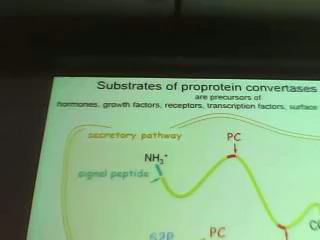 Substrates of proprotein convertases
are precursors of
hormones, growth factors, receptors, transcription factors, surface
secretory pathway
PC
NH3+
signal peptide
PC